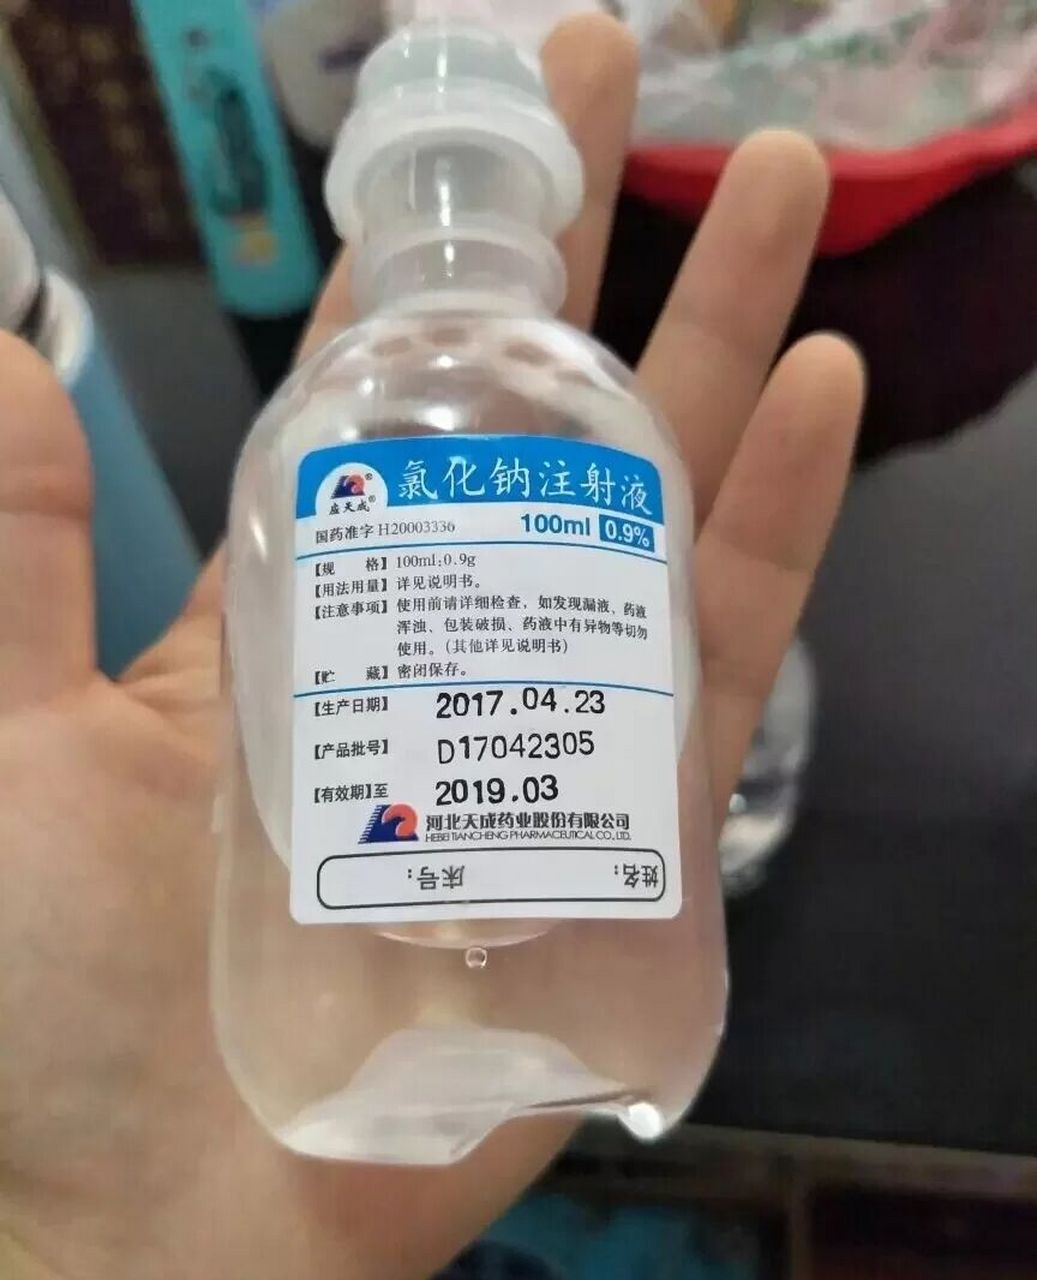 氯化钠注射液
盘天成®
国药准字 H20003336
100ml 0.9%
【规 格】100ml:0.9g
【用法用量】详见说明书。
【注意事项】使用前请详细检查，如发现漏液、药液
浑浊、包装破损、药液中有异物等切勿
使用。（其他详见说明书）
【贮 藏】密闭保存。
【生产日期】 2017.04.23
【产品批号】 D17042305
【有效期】至 2019.03
河北天成药业股份有限公司
HEBEI TIANCHENG PHARMACEUTICAL CO., LTD.
床号： 姓名：